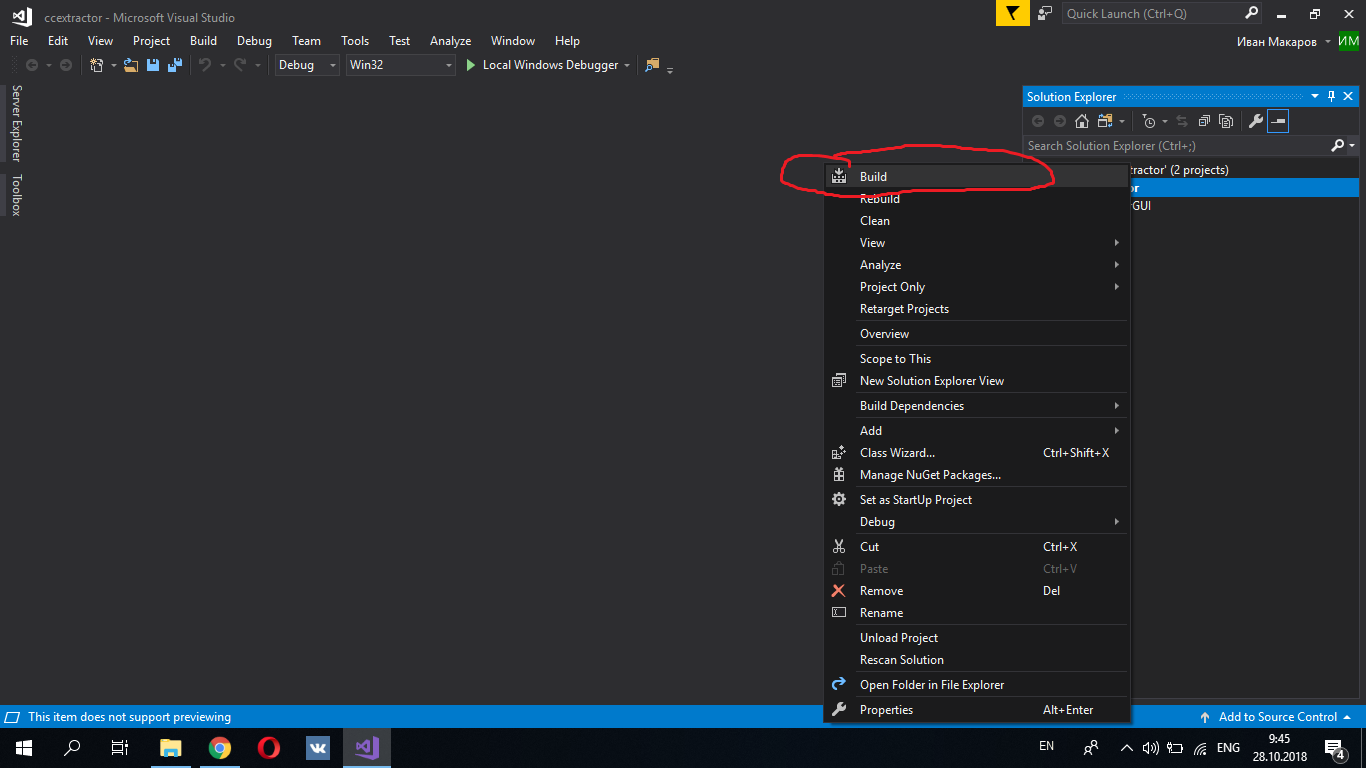 ccextractor - Microsoft Visual Studio
Quick Launch (Ctrl+Q)
File Edit View Project Build Debug Team Tools Test Analyze Window Help
Иван Макаров ИМ
Debug Win32 Local Windows Debugger
Server Explorer
Toolbox
Solution Explorer
Search Solution Explorer (Ctrl+;)
tractor' (2 projects)
or
rGUI
Build
Rebuild
Clean
View
Analyze
Project Only
Retarget Projects
Overview
Scope to This
New Solution Explorer View
Build Dependencies
Add
Class Wizard... Ctrl+Shift+X
Manage NuGet Packages...
Set as StartUp Project
Debug
Cut Ctrl+X
Paste Ctrl+V
Remove Del
Rename
Unload Project
Rescan Solution
Open Folder in File Explorer
Properties Alt+Enter
This item does not support previewing
Add to Source Control
EN
ENG
9:45
28.10.2018
4